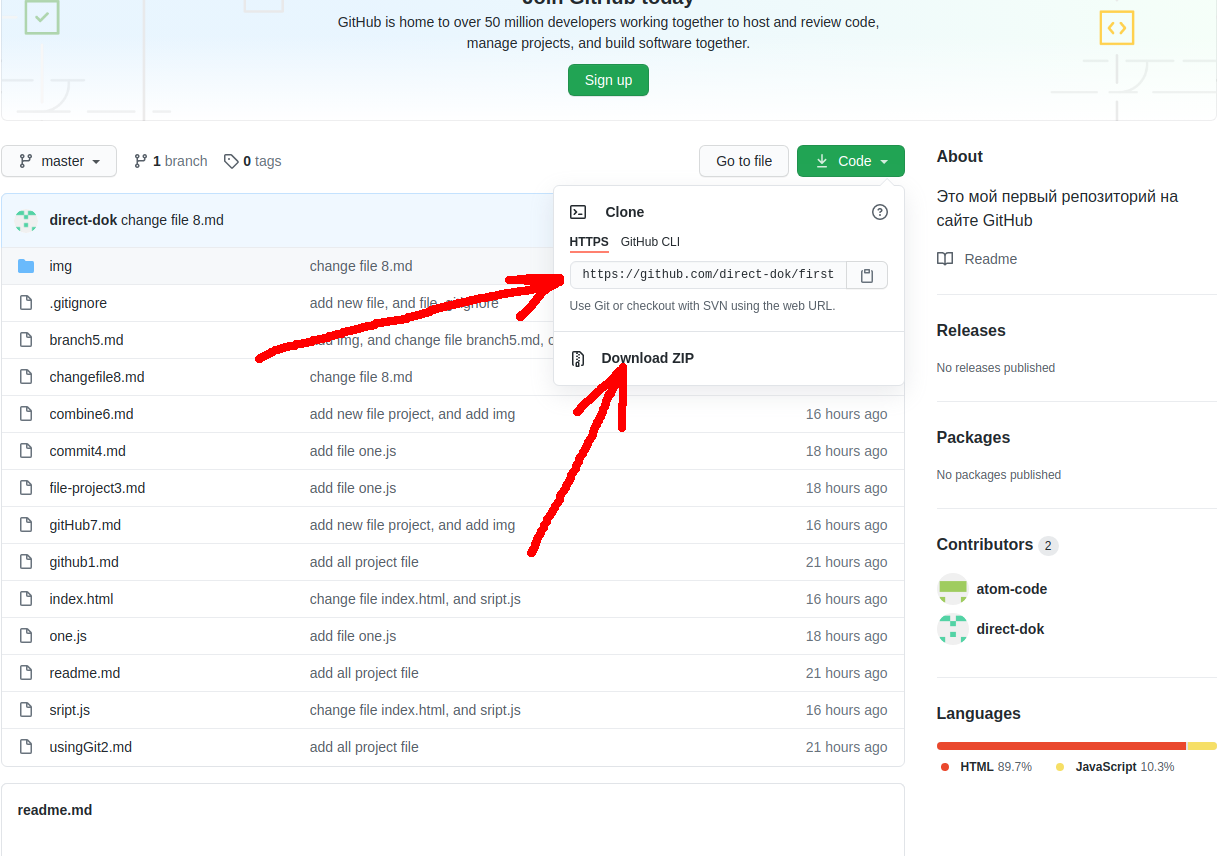 Join GitHub today
GitHub is home to over 50 million developers working together to host and review code,
manage projects, and build software together.
Sign up
master 1 branch 0 tags Go to file Code
direct-dok change file 8.md
Clone
HTTPS GitHub CLI
https://github.com/direct-dok/first
Use Git or checkout with SVN using the web URL.
Download ZIP
img change file 8.md
.gitignore add new file, and file .gitignore
branch5.md add img, and change file branch5.md, c
changefile8.md change file 8.md
combine6.md add new file project, and add img 16 hours ago
commit4.md add file one.js 18 hours ago
file-project3.md add file one.js 18 hours ago
gitHub7.md add new file project, and add img 16 hours ago
github1.md add all project file 21 hours ago
index.html change file index.html, and sript.js 16 hours ago
one.js add file one.js 18 hours ago
readme.md add all project file 21 hours ago
sript.js change file index.html, and sript.js 16 hours ago
usingGit2.md add all project file 21 hours ago
readme.md
About
Это мой первый репозиторий на
сайте GitHub
Readme
Releases
No releases published
Packages
No packages published
Contributors 2
atom-code
direct-dok
Languages
HTML 89.7% JavaScript 10.3%